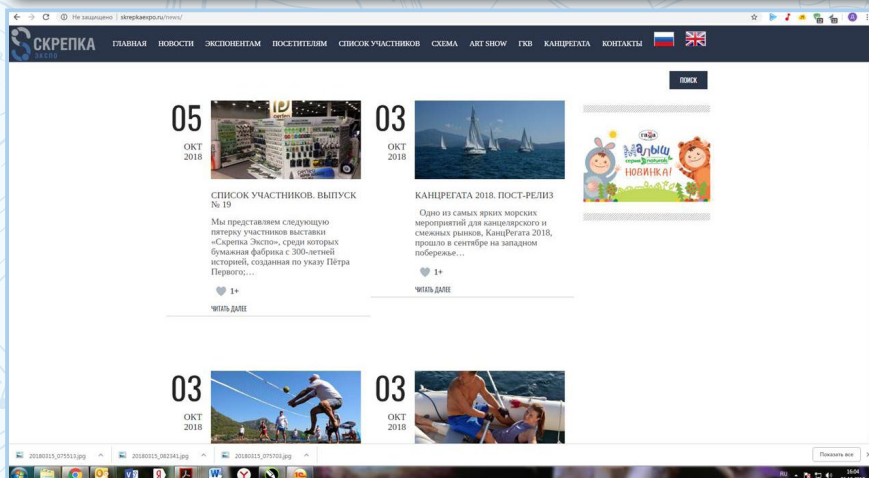 Не защищено | skrepkaexpo.ru/news/
СКРЕПКА
ЭКСПО
ГЛАВНАЯ НОВОСТИ ЭКСПОНЕНТАМ ПОСЕТИТЕЛЯМ СПИСОК УЧАСТНИКОВ СХЕМА ART SHOW ГКВ КАНЦРЕГАТА КОНТАКТЫ
ПОИСК
05
ОКТ
2018
СПИСОК УЧАСТНИКОВ. ВЫПУСК
№ 19
Мы представляем следующую
пятерку участников выставки
«Скрепка Экспо», среди которых
бумажная фабрика с 300-летней
историей, созданная по указу Пётра
Первого;…
1+
ЧИТАТЬ ДАЛЕЕ
03
ОКТ
2018
КАНЦРЕГАТА 2018. ПОСТ-РЕЛИЗ
Одно из самых ярких морских
мероприятий для канцелярского и
смежных рынков, КанцРегата 2018,
прошло в сентябре на западном
побережье…
1+
ЧИТАТЬ ДАЛЕЕ
гамма
Малыш
серия naturals
НОВИНКА!
03
ОКТ
2018
03
ОКТ
2018
20180315_075513.jpg
20180315_082341.jpg
20180315_075703.jpg
Показать все
RU
16:04